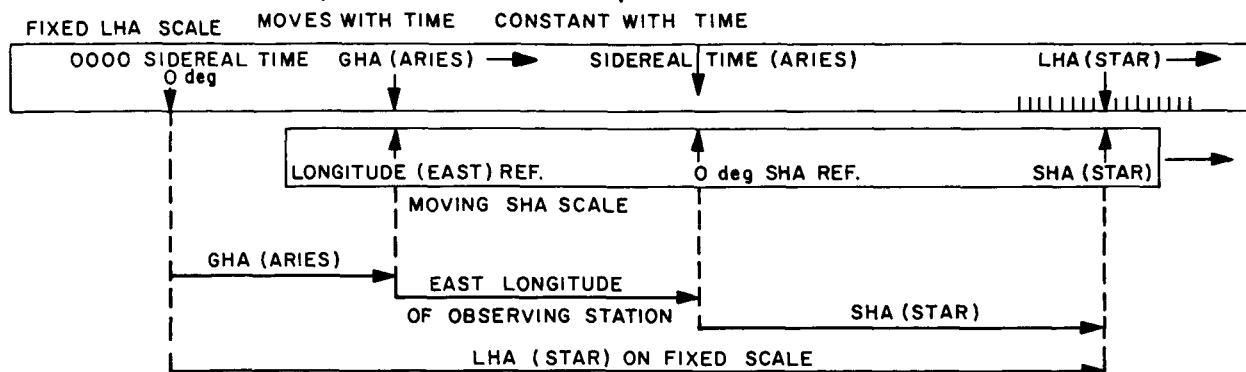 MOVES WITH TIME CONSTANT WITH TIME
FIXED LHA SCALE
0000 SIDEREAL TIME GHA (ARIES) SIDEREAL TIME (ARIES) LHA (STAR)
0 deg
LONGITUDE (EAST) REF. 0 deg SHA REF. SHA (STAR)
MOVING SHA SCALE
GHA (ARIES)
EAST LONGITUDE
OF OBSERVING STATION
SHA (STAR)
LHA (STAR) ON FIXED SCALE